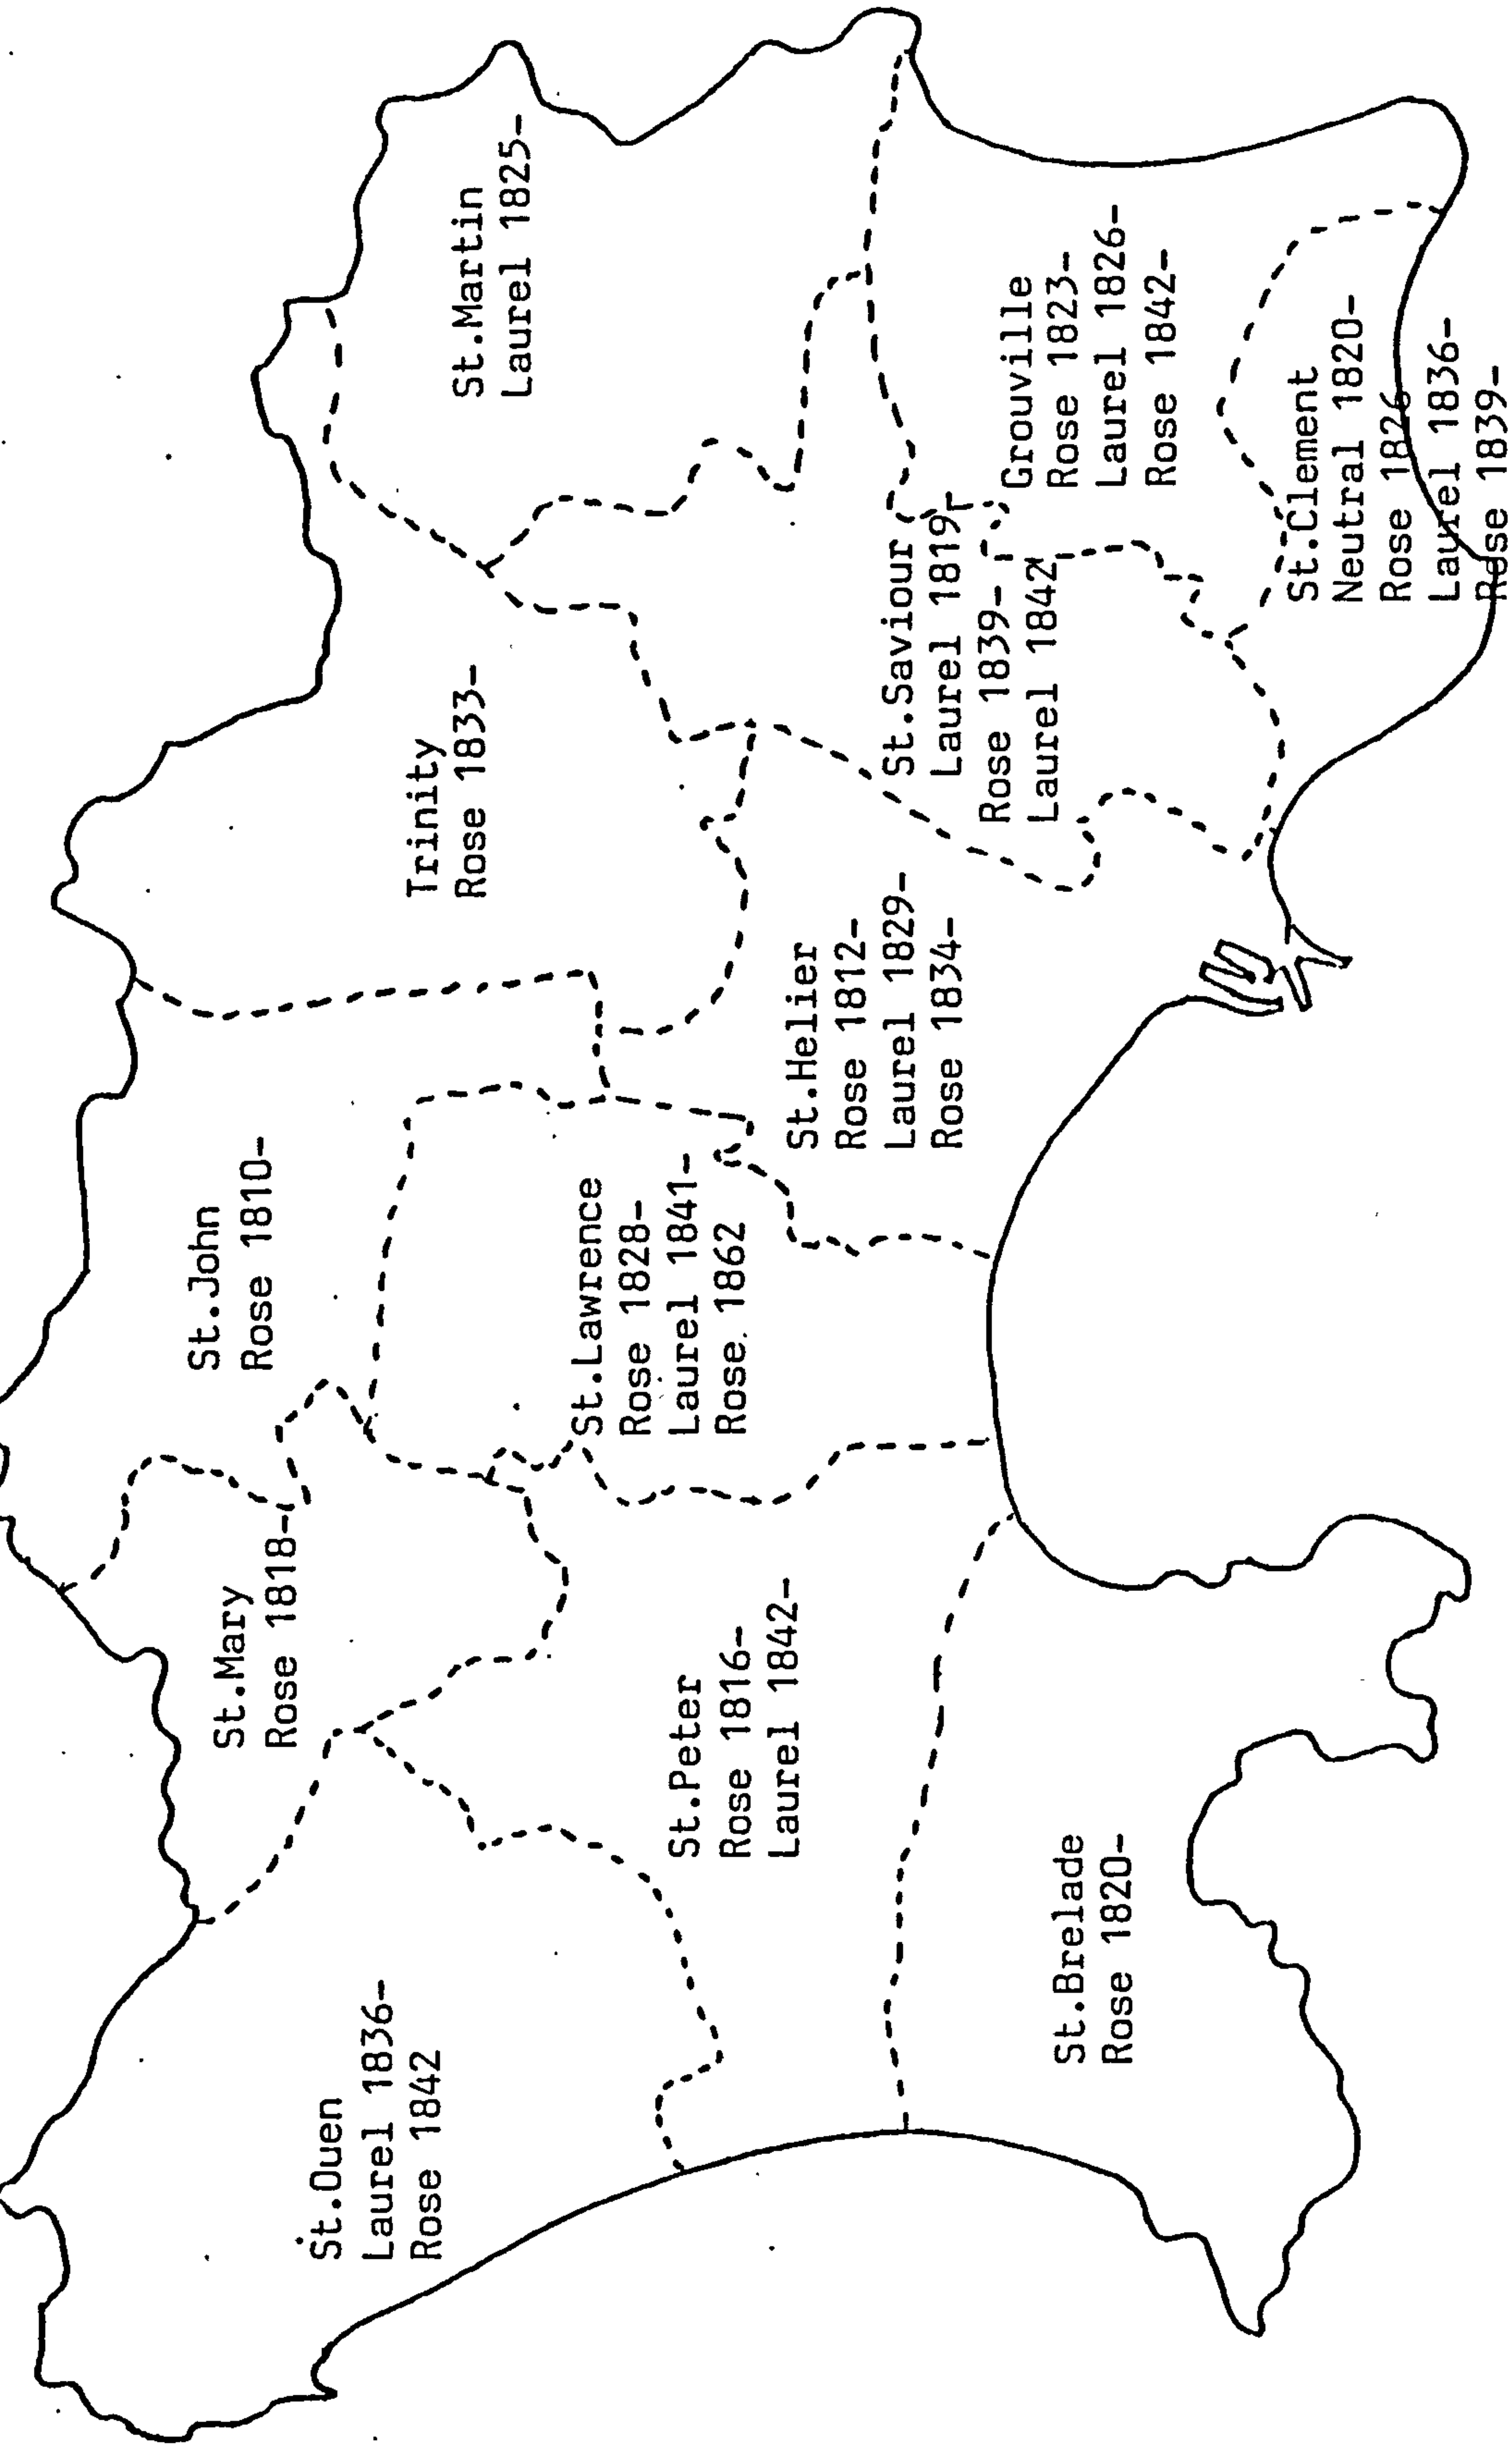 St.Ouen
Laurel 1836-
Rose 1842
St.Mary
Rose 1818-
St.John
Rose 1810-
Trinity
Rose 1833-
St.Martin
Laurel 1825-
St.Peter
Rose 1816-
Laurel 1842-
St.Lawrence
Rose 1828-
Laurel 1841-
Rose 1862
St.Helier
Rose 1812-
Laurel 1829-
Rose 1834-
St.Saviour
Laurel 1819-
Rose 1839-
Laurel 1842
Grouville
Rose 1823-
Laurel 1826-
Rose 1842-
St.Brelade
Rose 1820-
St.Clement
Neutral 1820-
Rose 1826
Laurel 1836-
Rose 1839-